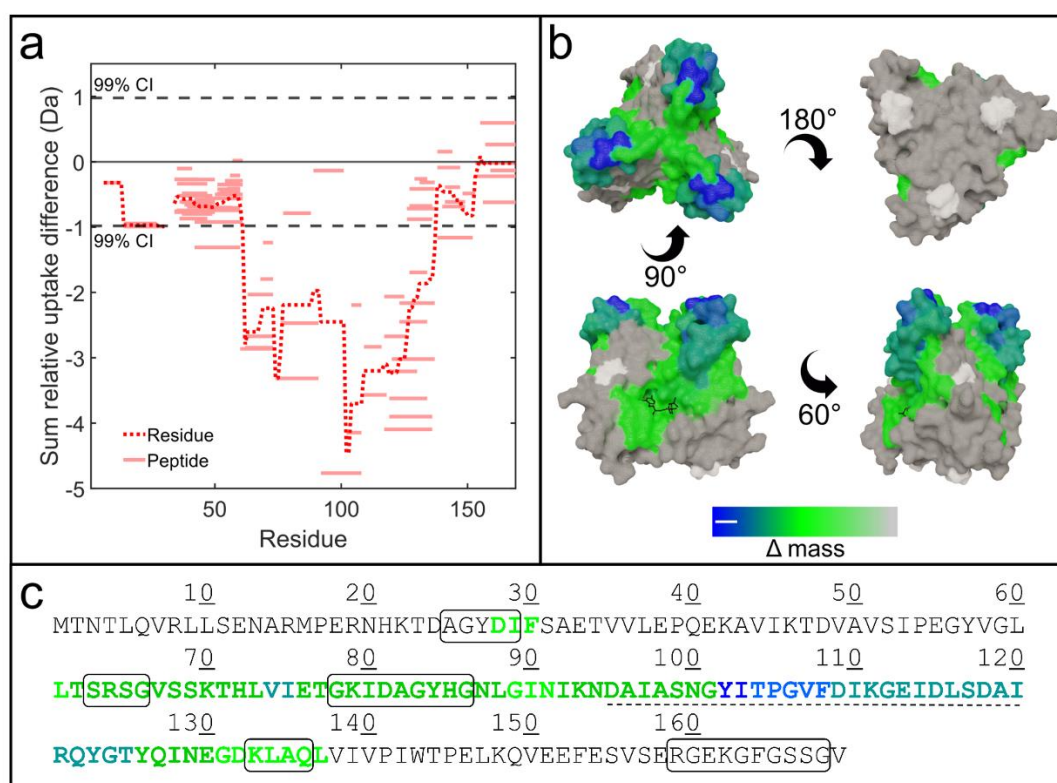 a
99% CI
1
0
-1
99% CI
-2
-3
-4
-5
Sum relative uptake difference (Da)
Residue
Peptide
50
100
150
Residue
b
180°
90°
60°
Δ mass
c
10 20 30 40 50 60
MTNTLQVRLLSENARMPERNHKTDAGYDIFSAETVVLEPQEKAVIKTDVAVSIPEGYVGL
70 80 90 100 110 120
LTSRSGVSSKTHLVIETGKIDAGYHGNLGINIKNDAIASNGYITPGVFDIKGEIDLSDAI
130 140 150 160
RQYGTYQINEGDKLAQLVIVPIWTPELKQVEEFESVSERGEKGFGSSGV